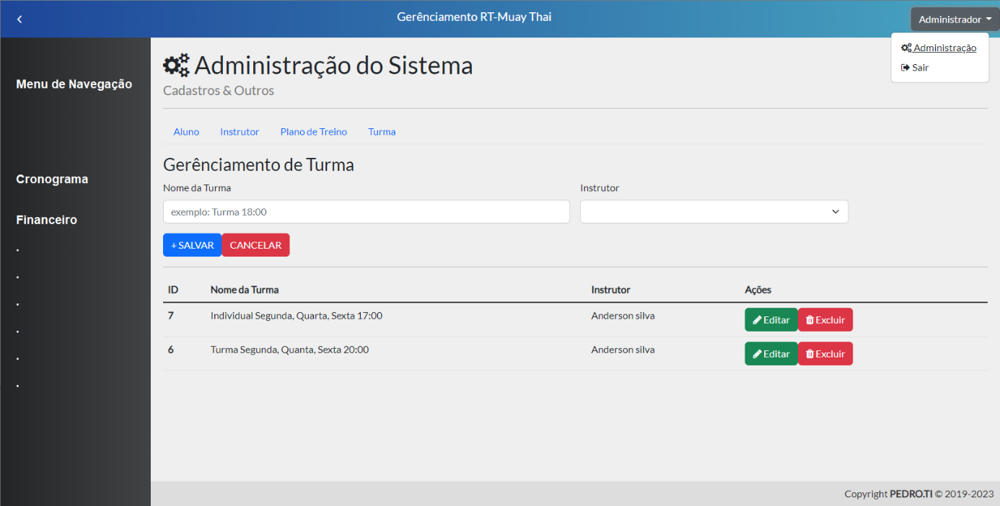 Gerênciamento RT-Muay Thai
Administrador
Administração
Sair
Menu de Navegação
Cronograma
Financeiro
Administração do Sistema
Cadastros & Outros
Aluno Instrutor Plano de Treino Turma
Gerênciamento de Turma
Nome da Turma Instrutor
exemplo: Turma 18:00
+ SALVAR CANCELAR
ID Nome da Turma Instrutor Ações
7 Individual Segunda, Quarta, Sexta 17:00 Anderson silva Editar Excluir
6 Turma Segunda, Quanta, Sexta 20:00 Anderson silva Editar Excluir
Copyright PEDRO.TI © 2019-2023